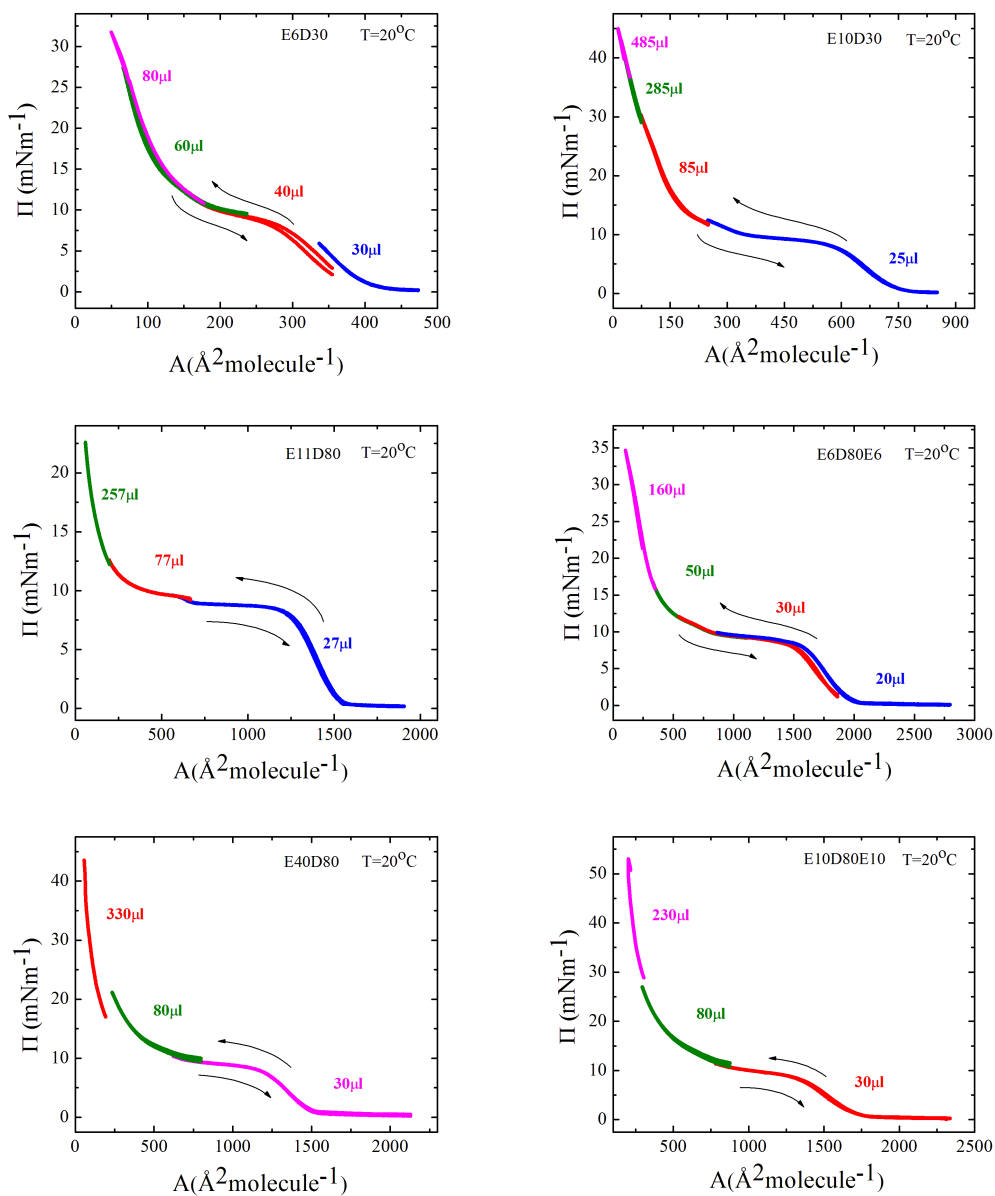 E6D30 T=20°C
80μl
60μl
40μl
30μl
Π (mNm-1)
30
25
20
15
10
5
0
0 100 200 300 400 500
A(Å2molecule-1)
E10D30 T=20°C
485μl
285μl
85μl
25μl
Π (mNm-1)
40
30
20
10
0
0 150 300 450 600 750 900
A(Å2molecule-1)
E11D80 T=20°C
257μl
77μl
27μl
Π (mNm-1)
20
15
10
5
0
0 500 1000 1500 2000
A(Å2molecule-1)
E6D80E6 T=20°C
160μl
50μl
30μl
20μl
Π (mNm-1)
35
30
25
20
15
10
5
0
0 500 1000 1500 2000 2500 3000
A(Å2molecule-1)
E40D80 T=20°C
330μl
80μl
30μl
Π (mNm-1)
40
30
20
10
0
0 500 1000 1500 2000
A(Å2molecule-1)
E10D80E10 T=20°C
230μl
80μl
30μl
Π (mNm-1)
50
40
30
20
10
0
500 1000 1500 2000 2500
A(Å2molecule-1)